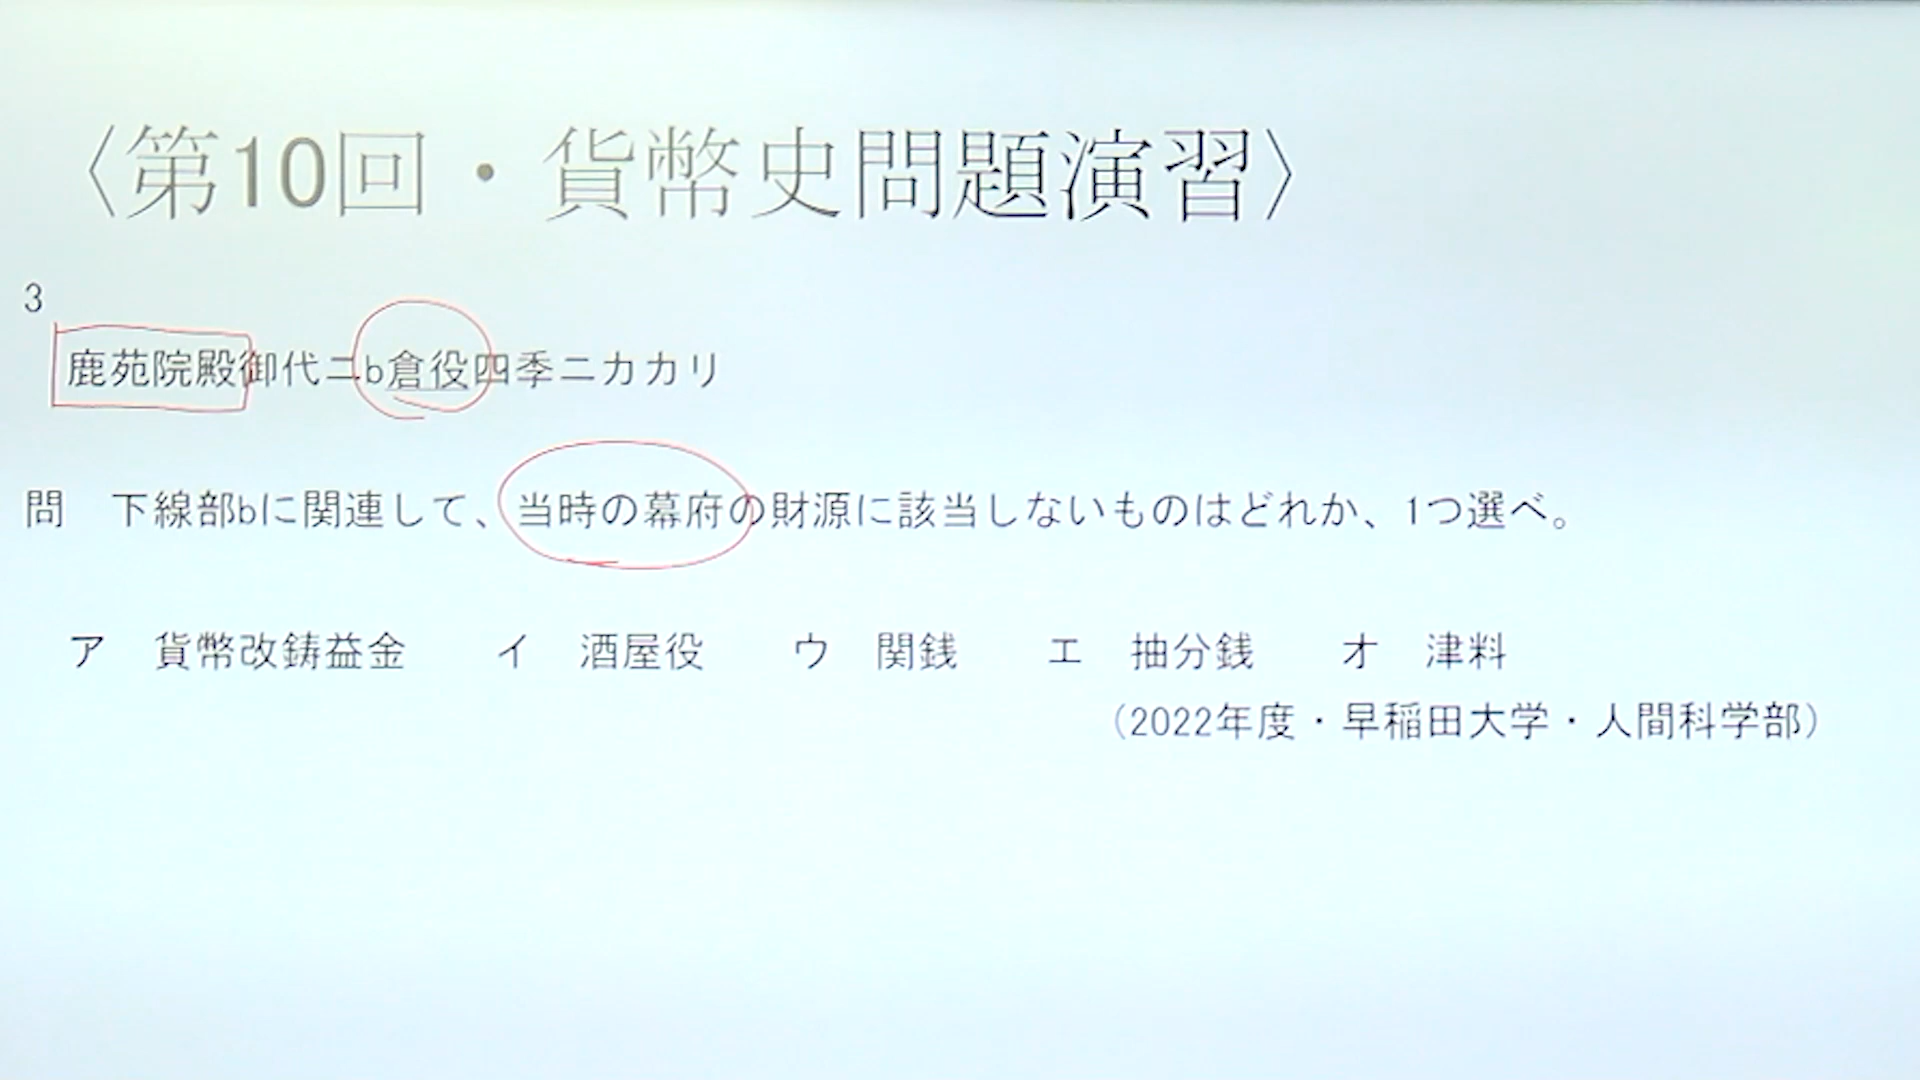 〈第10回・貨幣史問題演習〉
3
鹿苑院殿御代ニb倉役四季ニカカリ
問　下線部bに関連して、当時の幕府の財源に該当しないものはどれか、1つ選べ。
ア　貨幣改鋳益金　　イ　酒屋役　　ウ　関銭　　エ　抽分銭　　オ　津料
（2022年度・早稲田大学・人間科学部）